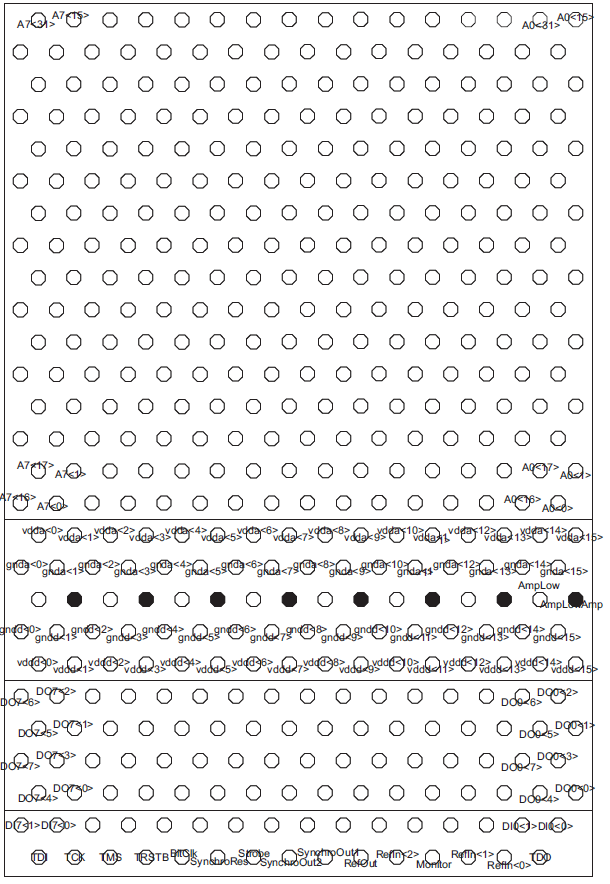 A7<31> A7<15> A0<31> A0<15>
A7<17> A7<1> A0<17> A0<1>
A7<16> A7<0> A0<16> A0<0>
vdda<0> vdda<1> vdda<2> vdda<3> vdda<4> vdda<5> vdda<6> vdda<7> vdda<8> vdda<9> vdda<10> vdda<12> vdda<13> vdda<14> vdda<15>
gnda<0> gnda<1> gnda<2> gnda<3> gnda<4> gnda<5> gnda<6> gnda<7> gnda<8> gnda<9> gnda<10> gnda<12> gnda<13> gnda<14> gnda<15>
AmpLow
gndd<0> gndd<1> gndd<2> gndd<3> gndd<4> gndd<5> gndd<6> gndd<7> gndd<8> gndd<9> gndd<10> gndd<11> gndd<12> gndd<13> gndd<14> gndd<15>
vddd<0> vddd<1> vddd<2> vddd<3> vddd<4> vddd<5> vddd<6> vddd<7> vddd<8> vddd<9> vddd<10> vddd<11> vddd<12> vddd<13> vddd<14> vddd<15>
DO7<6> DO7<2> DO0<6> DO0<2>
DO7<5> DO7<1> DO0<5> DO0<1>
DO7<7> DO7<3> DO0<7> DO0<3>
DO7<4> DO7<0> DO0<4> DO0<0>
DI7<1> DI7<0> DI0<1> DI0<0>
TDI TCK TMS TRSTB BitClk SynchroRes Strobe SynchroOut2 SynchroOut1 RefOut RefIn<2> Monitor RefIn<1> RefIn<0> TDO